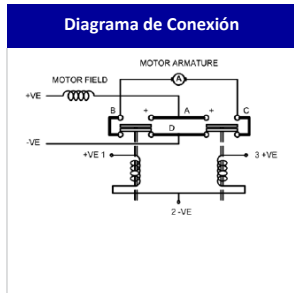 Diagrama de Conexión
MOTOR ARMATURE
A
MOTOR FIELD
+VE
B + A + C
D
-VE
+VE 1
3 +VE
2 -VE